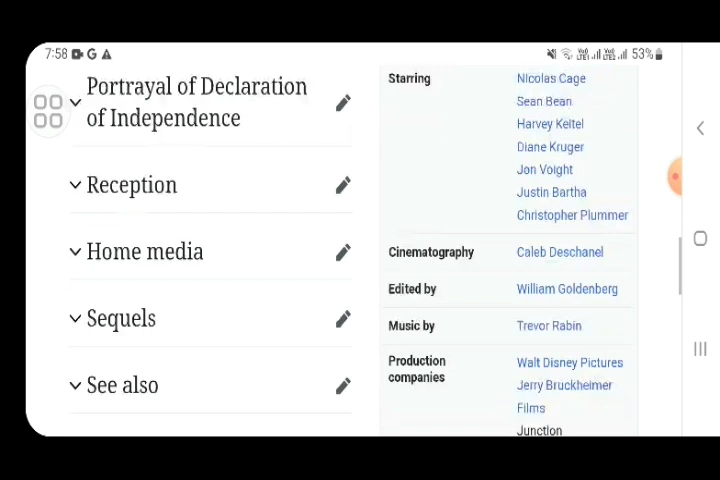 7:58
53%
Portrayal of Declaration
of Independence
Reception
Home media
Sequels
See also
Starring
Nicolas Cage
Sean Bean
Harvey Keitel
Diane Kruger
Jon Voight
Justin Bartha
Christopher Plummer
Cinematography
Caleb Deschanel
Edited by
William Goldenberg
Music by
Trevor Rabin
Production
companies
Walt Disney Pictures
Jerry Bruckheimer
Films
Junction